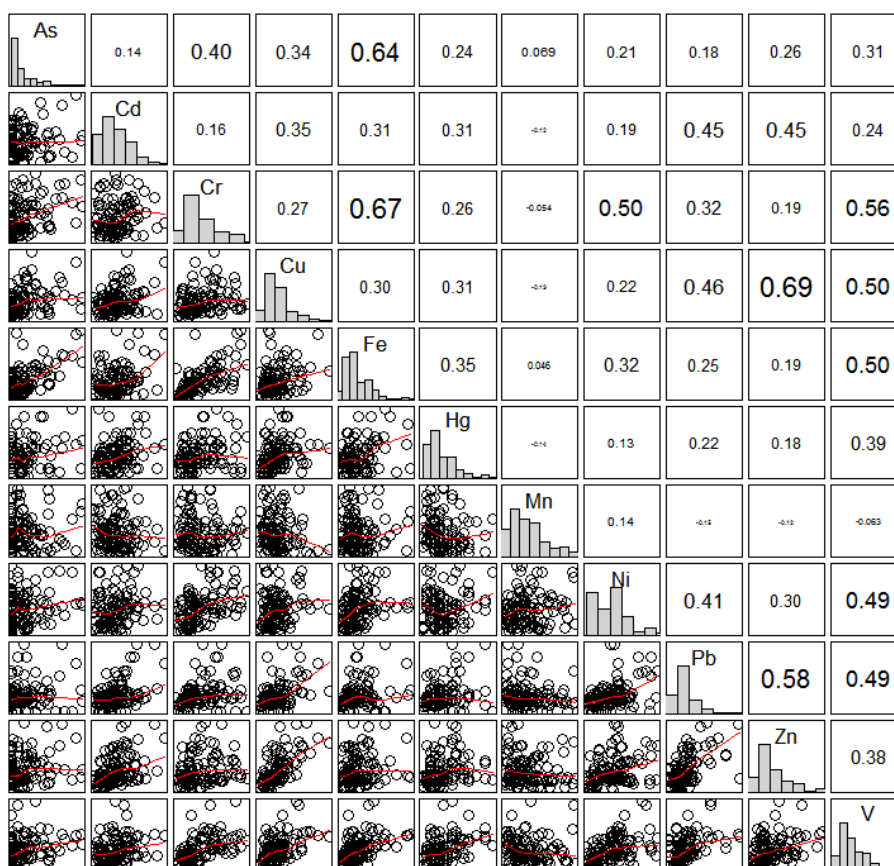 As 0.14 0.40 0.34 0.64 0.24 0.069 0.21 0.18 0.26 0.31
Cd 0.16 0.35 0.31 0.31 0.19 0.45 0.45 0.24
Cr 0.27 0.67 0.26 -0.054 0.50 0.32 0.19 0.56
Cu 0.30 0.31 0.22 0.46 0.69 0.50
Fe 0.35 0.046 0.32 0.25 0.19 0.50
Hg 0.13 0.22 0.18 0.39
Mn 0.14 -0.063
Ni 0.41 0.30 0.49
Pb 0.58 0.49
Zn 0.38
V